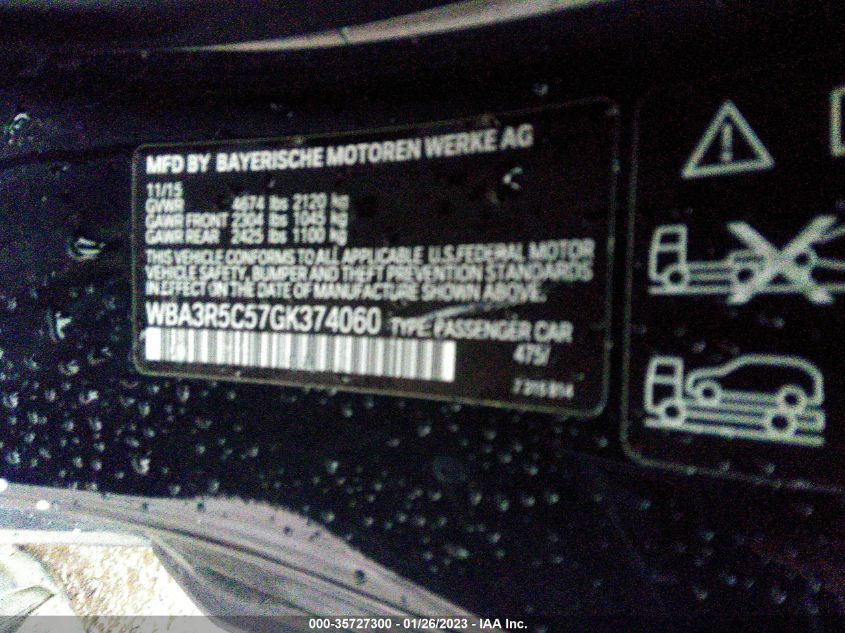 MFD BY BAYERISCHE MOTOREN WERKE AG
11/15
GVWR 4674 lbs 2120 kg
GAWR FRONT 2304 lbs 1045 kg
GAWR REAR 2425 lbs 1100 kg
THIS VEHICLE CONFORMS TO ALL APPLICABLE U.S.FEDERAL MOTOR
VEHICLE SAFETY, BUMPER AND THEFT PREVENTION STANDARDS
IN EFFECT ON THE DATE OF MANUFACTURE SHOWN ABOVE.
WBA3R5C57GK374060 TYPE: PASSENGER CAR
475/
000-35727300 - 01/26/2023 - IAA Inc.